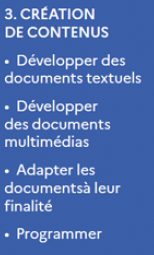 3. CRÉATION
DE CONTENUS
• Développer des
documents textuels
• Développer
des documents
multimédias
• Adapter les
documentsà leur
finalité
• Programmer